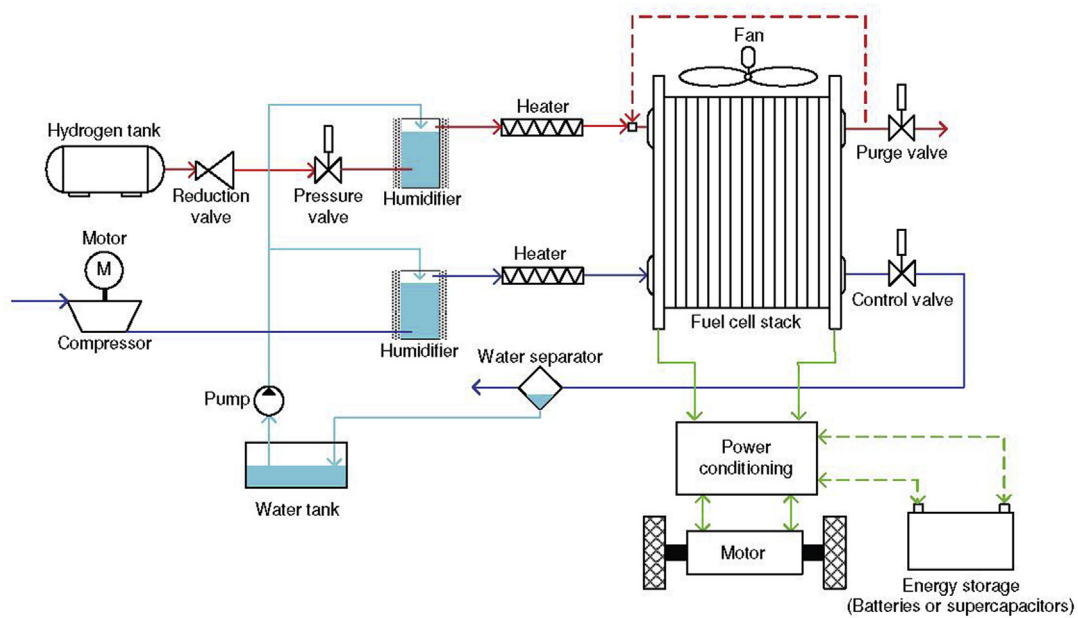 Fan
Heater
Hydrogen tank
Purge valve
Reduction
valve
Pressure
valve
Humidifier
Motor
M
Heater
Compressor
Humidifier
Control valve
Fuel cell stack
Water separator
Pump
Water tank
Power
conditioning
Motor
Energy storage
(Batteries or supercapacitors)